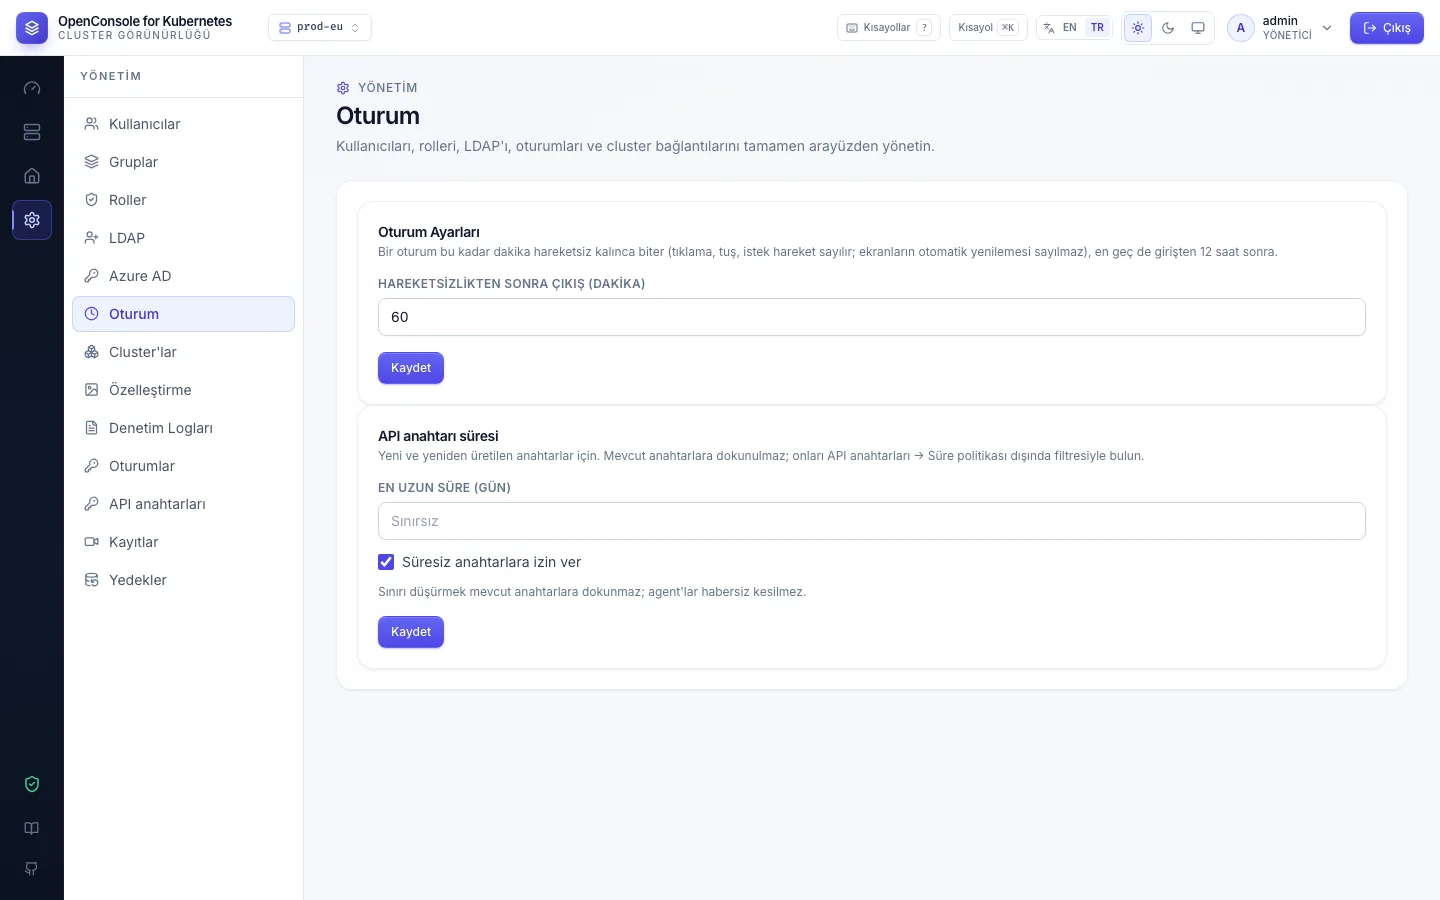 OpenConsole for Kubernetes
CLUSTER GÖRÜNÜRLÜĞÜ
prod-eu
Kısayollar ?
Kısayol ⌘K
EN TR
A
admin
YÖNETİCİ
Çıkış
YÖNETİM
Kullanıcılar
Gruplar
Roller
LDAP
Azure AD
Oturum
Cluster'lar
Özelleştirme
Denetim Logları
Oturumlar
API anahtarları
Kayıtlar
Yedekler
YÖNETİM
Oturum
Kullanıcıları, rolleri, LDAP'ı, oturumları ve cluster bağlantılarını tamamen arayüzden yönetin.
Oturum Ayarları
Bir oturum bu kadar dakika hareketsiz kalınca biter (tıklama, tuş, istek hareket sayılır; ekranların otomatik yenilemesi sayılmaz), en geç de girişten 12 saat sonra.
HAREKETSİZLİKTEN SONRA ÇIKIŞ (DAKİKA)
60
Kaydet
API anahtarı süresi
Yeni ve yeniden üretilen anahtarlar için. Mevcut anahtarlara dokunulmaz; onları API anahtarları → Süre politikası dışında filtresiyle bulun.
EN UZUN SÜRE (GÜN)
Sınırsız
Süresiz anahtarlara izin ver
Sınırı düşürmek mevcut anahtarlara dokunmaz; agent'lar habersiz kesilmez.
Kaydet